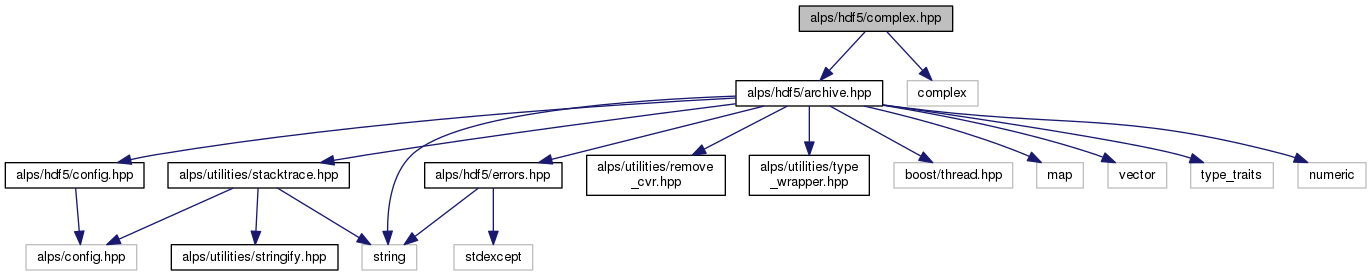 alps/hdf5/complex.hpp
alps/hdf5/archive.hpp
complex
alps/hdf5/config.hpp
alps/utilities/stacktrace.hpp
alps/hdf5/errors.hpp
alps/utilities/remove
_cvr.hpp
alps/utilities/type
_wrapper.hpp
boost/thread.hpp
map
vector
type_traits
numeric
alps/config.hpp
alps/utilities/stringify.hpp
string
stdexcept